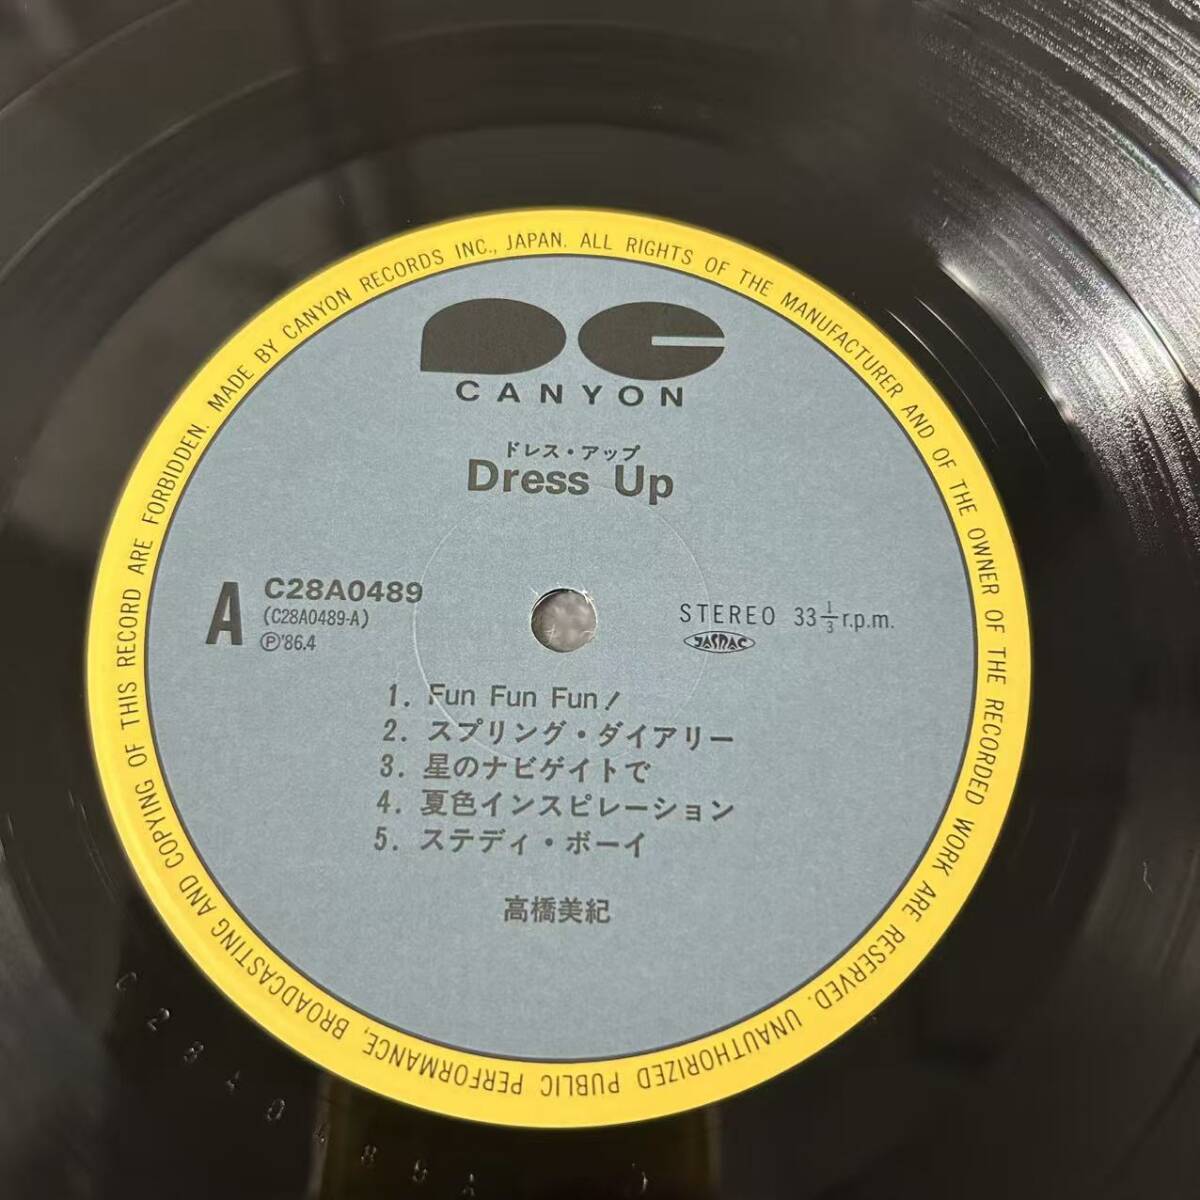 MADE BY CANYON RECORDS INC., JAPAN. ALL RIGHTS OF THE MANUFACTURER AND OF THE OWNER OF THE RECORDED WORK ARE RESERVED. UNAUTHORIZED PUBLIC PERFORMANCE, BROADCASTING AND COPYING OF THIS RECORD ARE FORBIDDEN.
CANYON
ドレス・アップ
Dress Up
A
C28A0489
(C28A0489-A)
Ⓟ'86.4
STEREO 33⅓r.p.m.
JASRAC
1. Fun Fun Fun!
2. スプリング・ダイアリー
3. 星のナビゲイトで
4. 夏色インスピレーション
5. ステディ・ボーイ
高橋美紀
C28A0489A